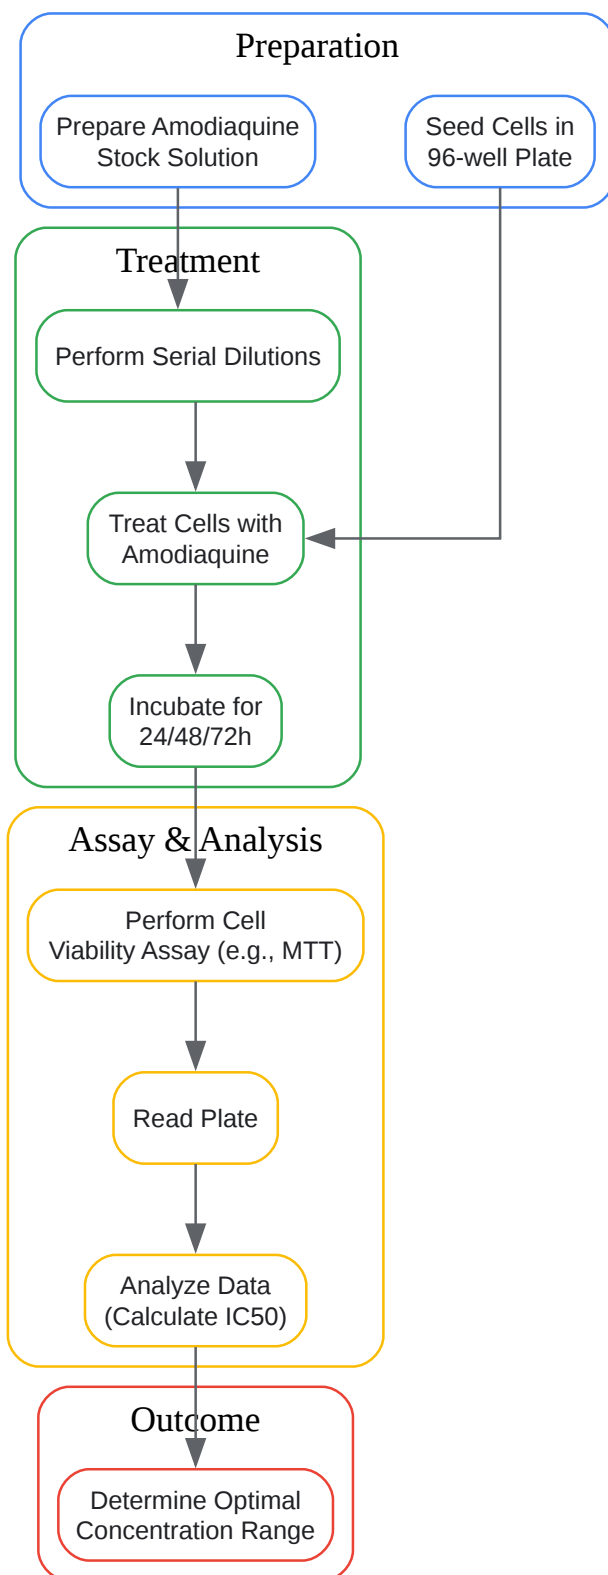 Preparation
Prepare Amodiaquine
Stock Solution
Seed Cells in
96-well Plate
Treatment
Perform Serial Dilutions
Treat Cells with
Amodiaquine
Incubate for
24/48/72h
Assay & Analysis
Perform Cell
Viability Assay (e.g., MTT)
Read Plate
Analyze Data
(Calculate IC50)
Outcome
Determine Optimal
Concentration Range